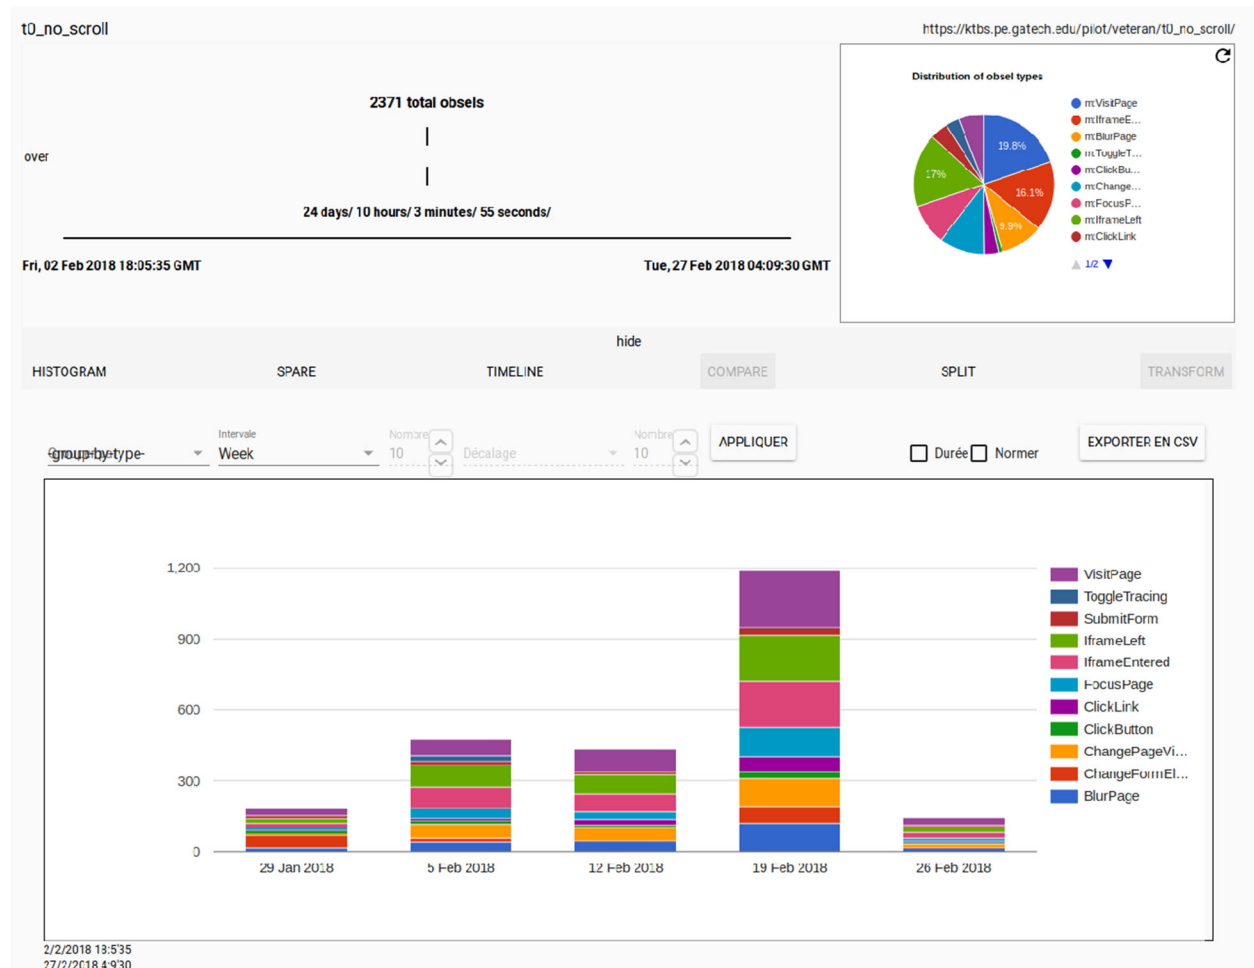 t0_no_scroll
https://ktbs.pe.gatech.edu/pilot/veteran/t0_no_scroll/
2371 total obsels
over
24 days/ 10 hours/ 3 minutes/ 55 seconds/
Fri, 02 Feb 2018 18:05:35 GMT
Tue, 27 Feb 2018 04:09:30 GMT
Distribution of obsel types
19.8%
16.1%
9.9%
17%
m:VisitPage
m:IframeE...
m:BlurPage
m:ToggleT...
m:ClickBu...
m:Change...
m:FocusP...
m:IframeLeft
m:ClickLink
1/2
hide
HISTOGRAM SPARE TIMELINE COMPARE SPLIT TRANSFORM
Intervale Nombre Nombre
-group-by-type- Week 10 Décalage 10 APPLIQUER Durée Normer EXPORTER EN CSV
1,200
900
600
300
0
29 Jan 2018 5 Feb 2018 12 Feb 2018 19 Feb 2018 26 Feb 2018
VisitPage
ToggleTracing
SubmitForm
IframeLeft
IframeEntered
FocusPage
ClickLink
ClickButton
ChangePageVi...
ChangeFormEl...
BlurPage
2/2/2018 18:5'35
27/2/2018 4:9'30